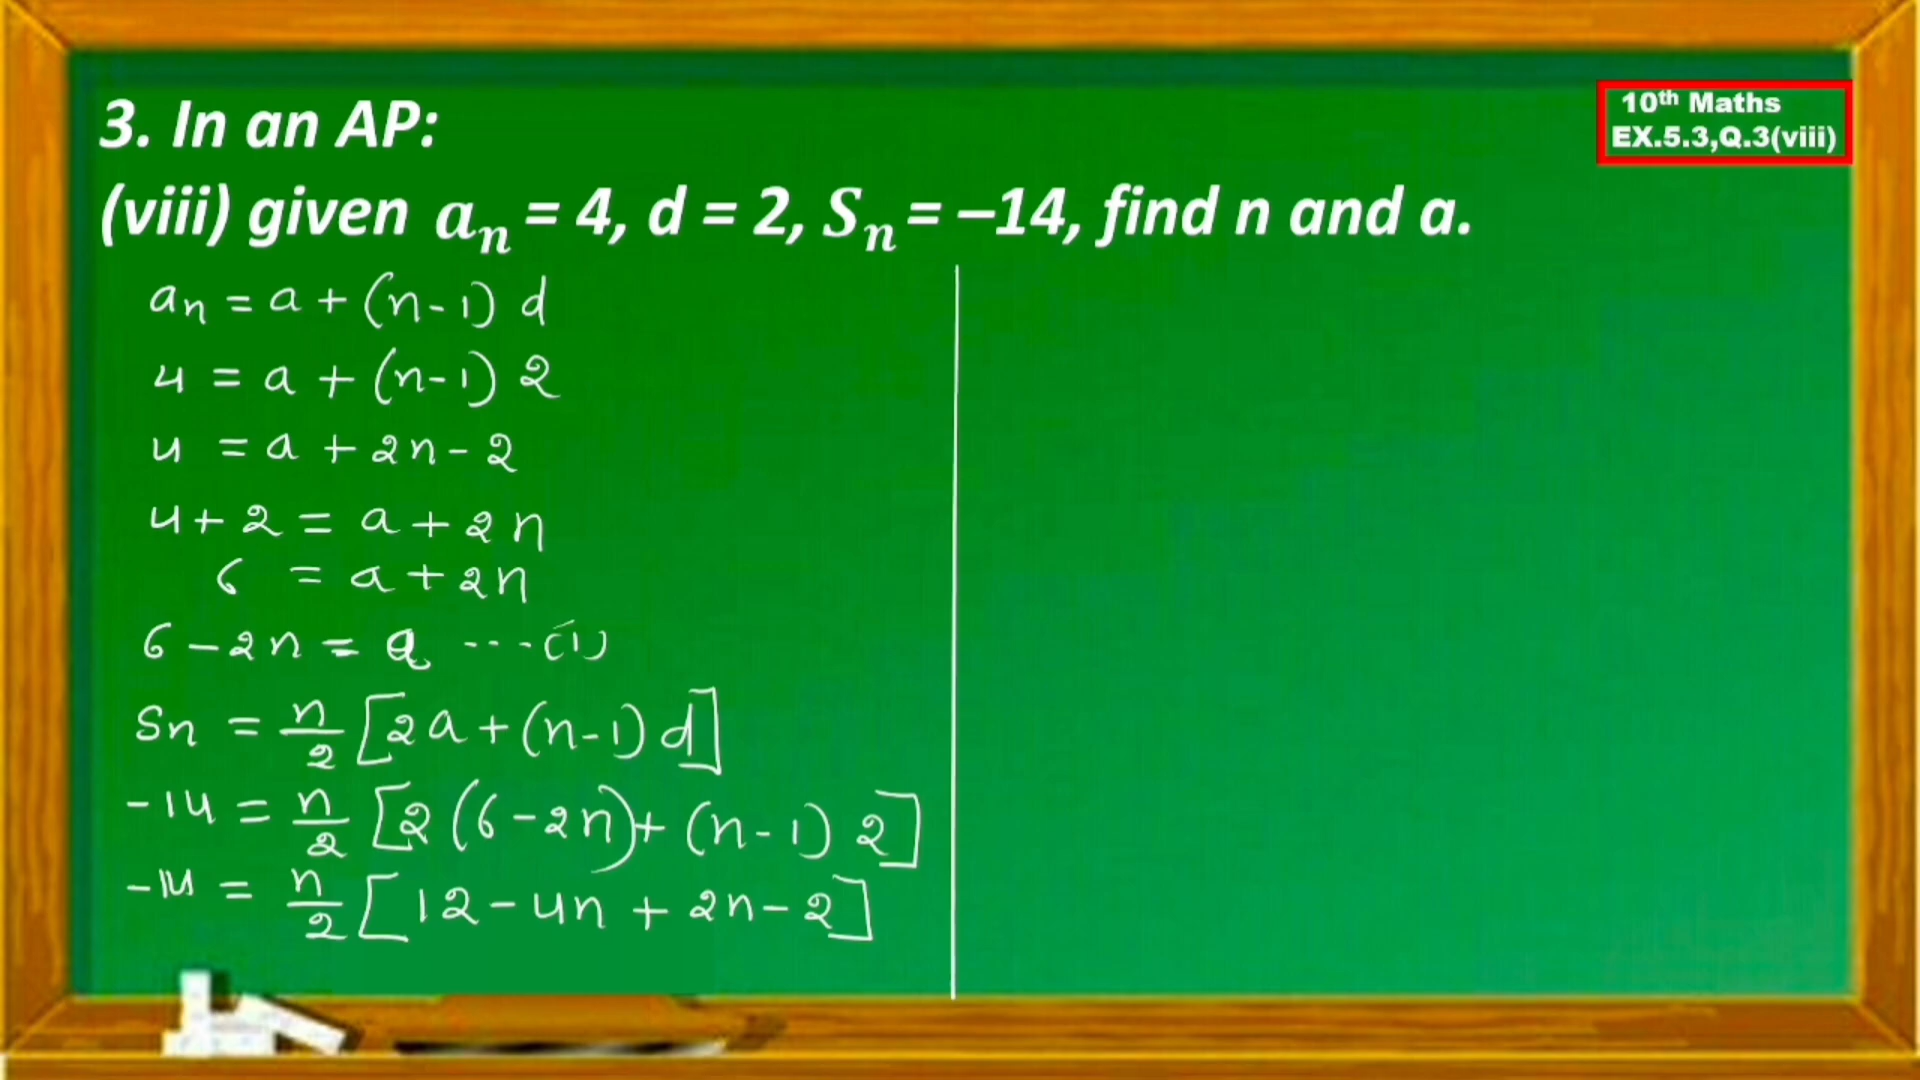 3. In an AP:
10th Maths
EX.5.3,Q.3(viii)
(viii) given aₙ = 4, d = 2, Sₙ = –14, find n and a.
an = a + (n-1) d
4 = a + (n-1) 2
4 = a + 2n - 2
4 + 2 = a + 2n
6 = a + 2n
6 - 2n = a ---(1)
Sn = n/2 [2a + (n-1) d]
-14 = n/2 [2 (6-2n) + (n-1) 2]
-14 = n/2 [12 - 4n + 2n - 2]